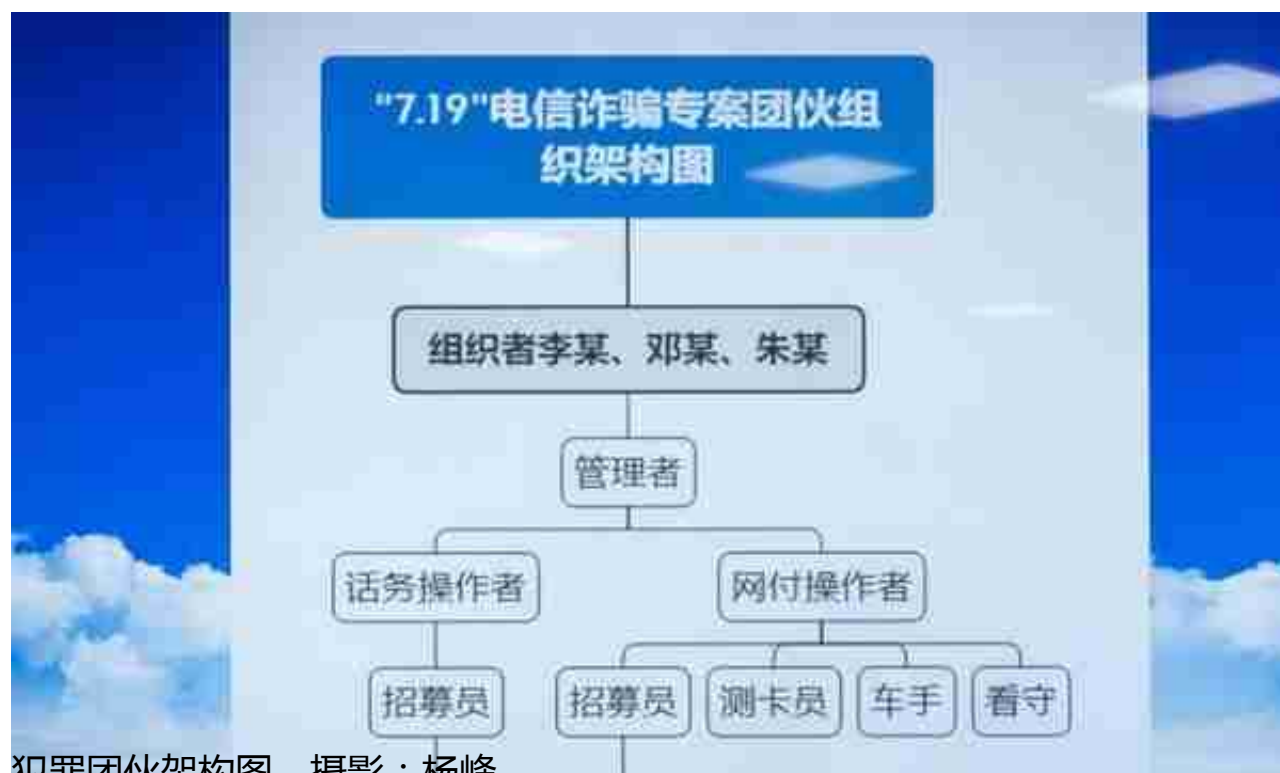 "7.19"电信诈骗专案团伙组
织架构图
组织者李某、邓某、朱某
管理者
话务操作者 网付操作者
招募员 招募员 测卡员 车手 看守
犯罪团伙架构图 摄影：杨峰